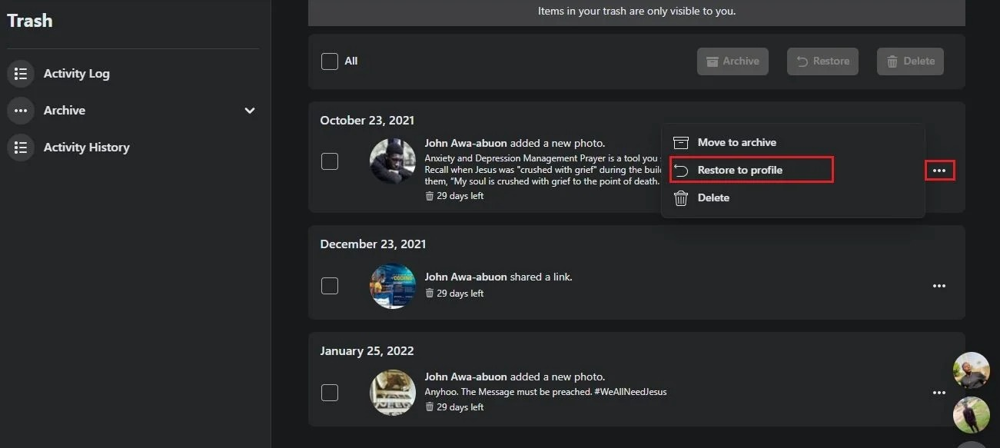 Trash
Activity Log
Archive
Activity History
Items in your trash are only visible to you.
All
Archive
Restore
Delete
October 23, 2021
John Awa-abuon added a new photo.
Anxiety and Depression Management Prayer is a tool you
Recall when Jesus was "crushed with grief" during the
them, "My soul is crushed with grief to the point of death.
29 days left
Move to archive
Restore to profile
Delete
December 23, 2021
John Awa-abuon shared a link.
29 days left
January 25, 2022
John Awa-abuon added a new photo.
Anyhoo. The Message must be preached. #WeAllNeedJesus
29 days left